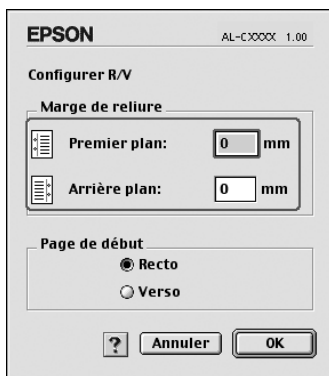 EPSON AL-CXXXX 1.00
Configurer R/V
Marge de reliure
Premier plan: 0 mm
Arrière plan: 0 mm
Page de début
Recto
Verso
? Annuler OK